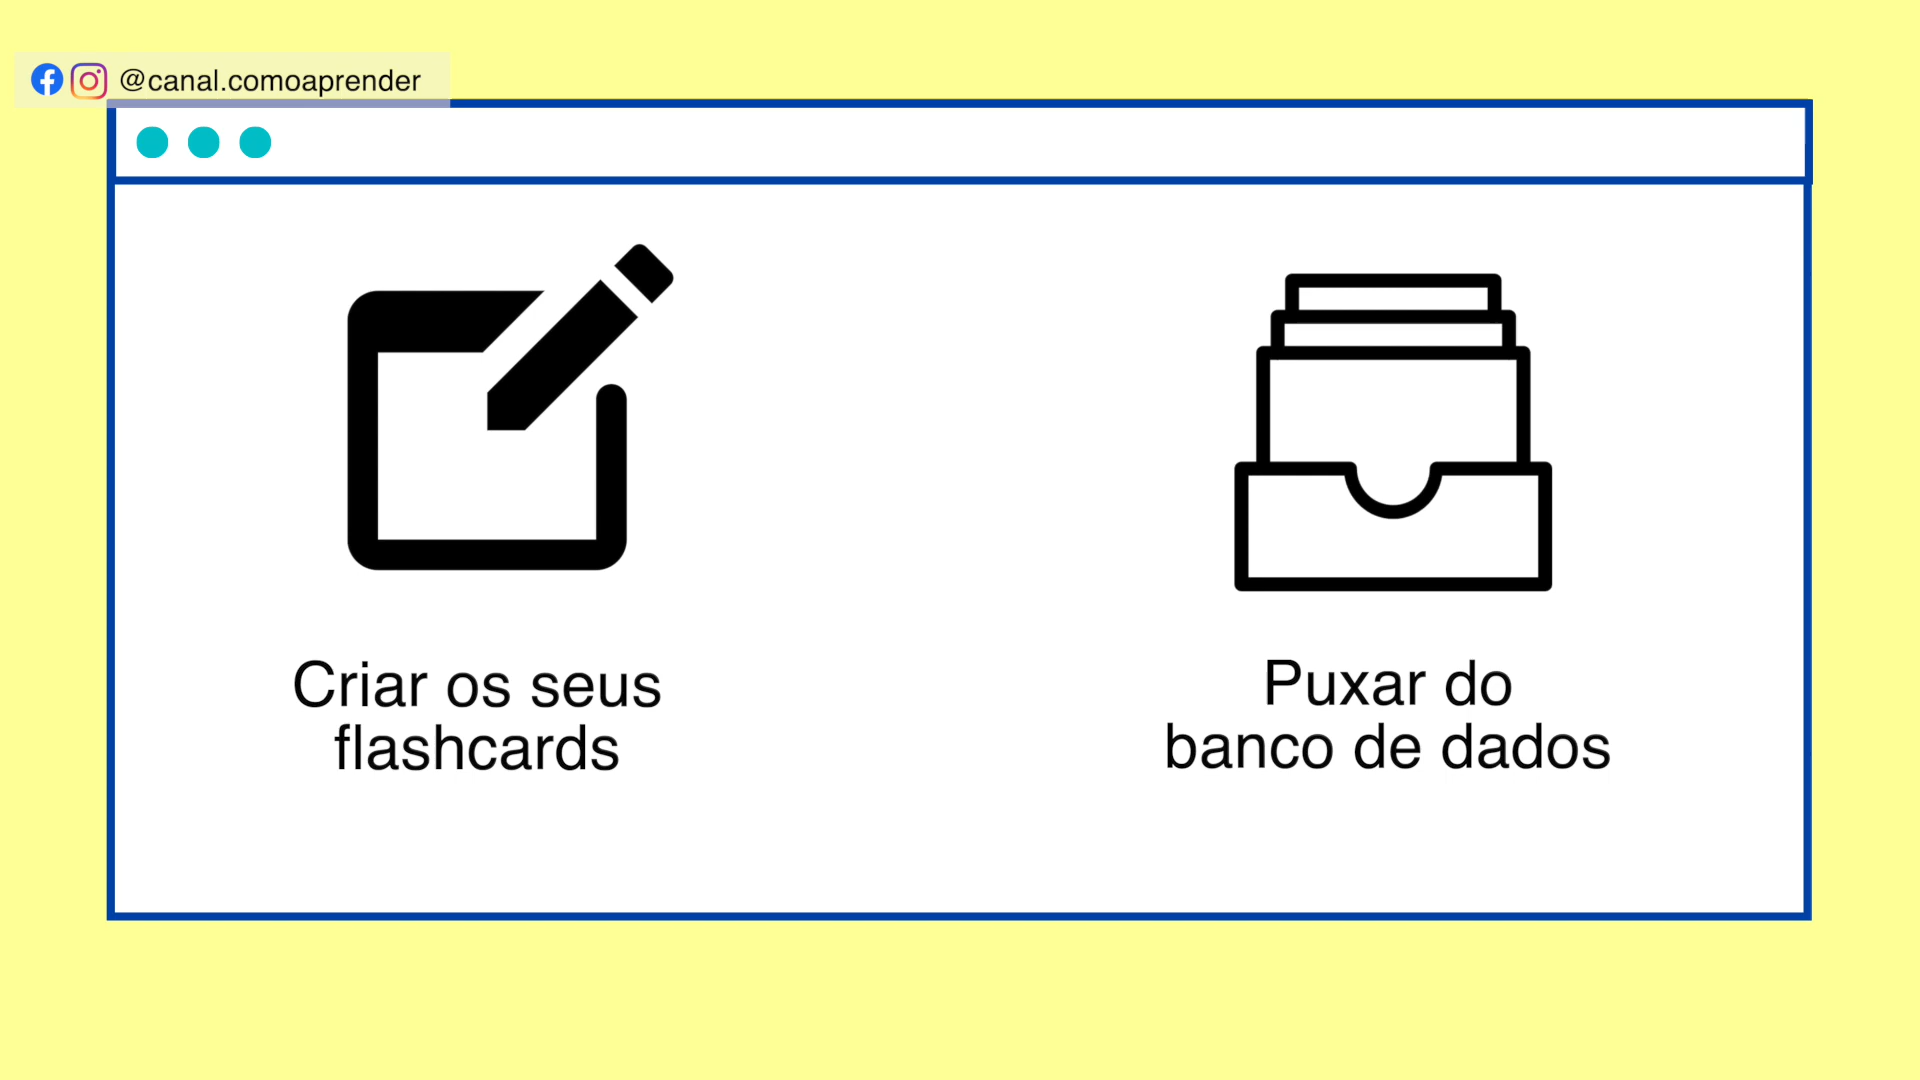 @canal.comoaprender
Criar os seus
flashcards
Puxar do
banco de dados